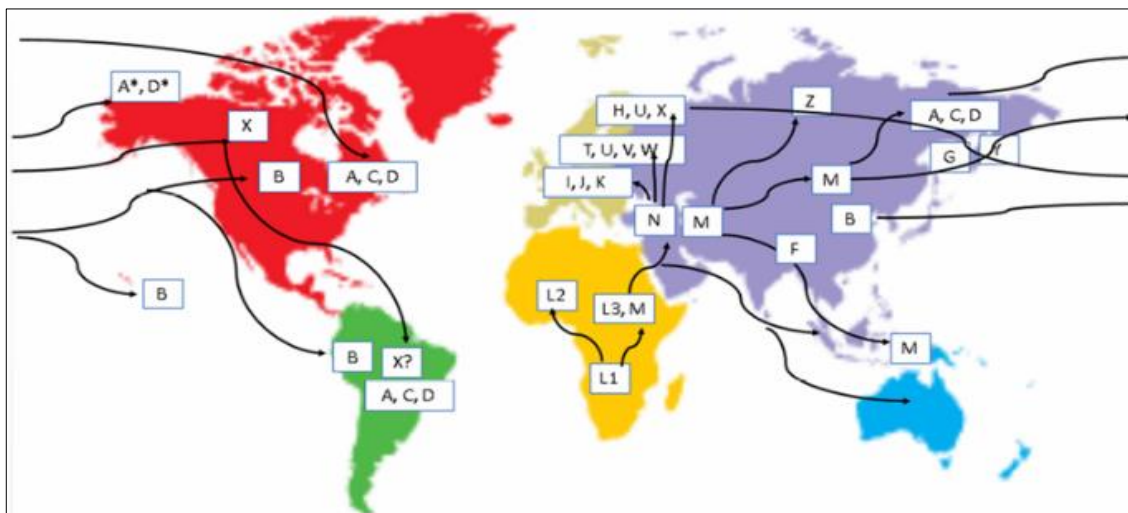 A*, D*
X
B
A, C, D
B
B
X?
A, C, D
H, U, X
T, U, V, W
I, J, K
N
M
Z
A, C, D
G
M
B
F
L2
L3, M
L1
M